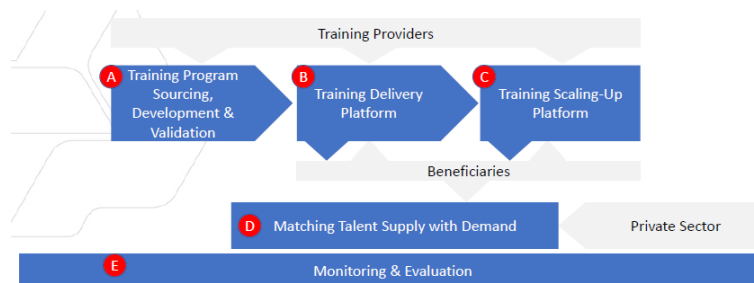 Training Providers
A
Training Program
Sourcing,
Development &
Validation
B
Training Delivery
Platform
C
Training Scaling-Up
Platform
Beneficiaries
D
Matching Talent Supply with Demand
Private Sector
E
Monitoring & Evaluation